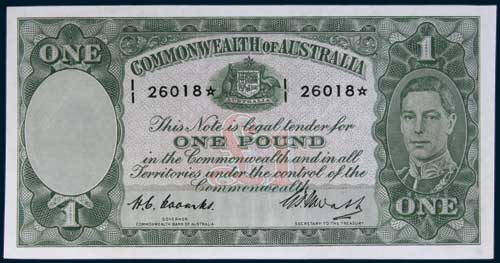 ONE
COMMONWEALTH OF AUSTRALIA
1
I/I 26018☆ I/I 26018☆
AUSTRALIA
This Note is legal tender for
ONE POUND
in the Commonwealth and in all
Territories under the control of the
Commonwealth
£1
1
GOVERNOR
COMMONWEALTH BANK OF AUSTRALIA
SECRETARY TO THE TREASURY
ONE